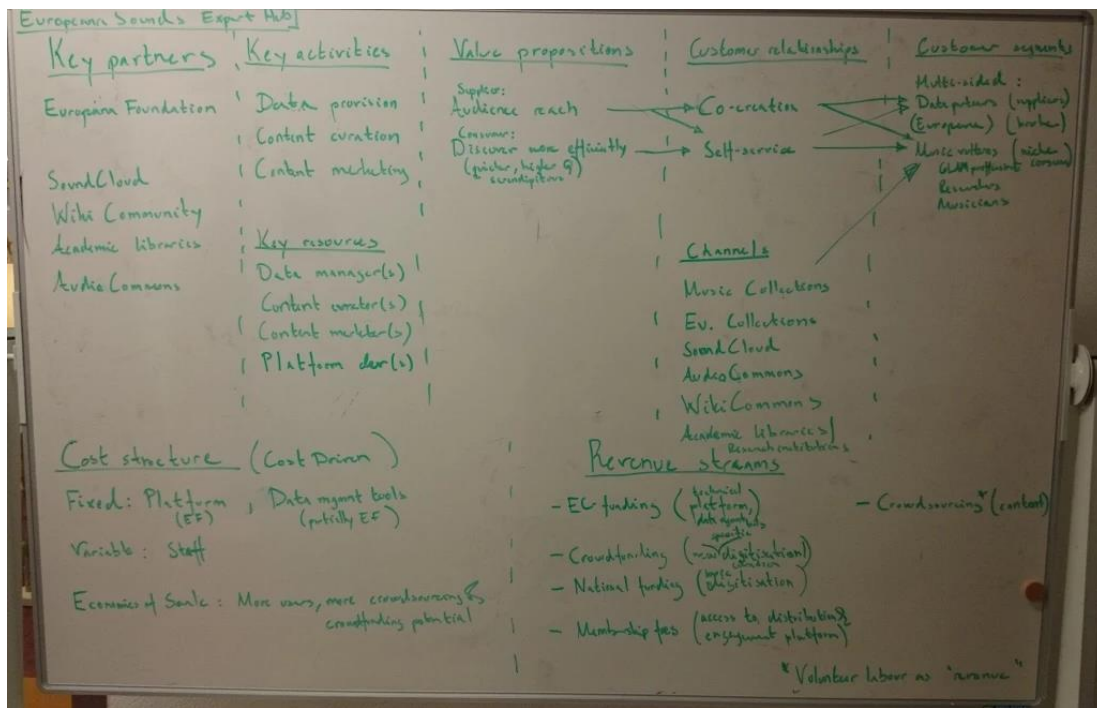 Europeana Sounds Expert Hub
Key partners
Europeana Foundation
SoundCloud
Wiki Community
Academic libraries
AudioCommons
Key activities
Data provision
Content curation
Content marketing
Key resources
Data manager(s)
Content curator(s)
Content marketer(s)
Platform dev(s)
Value propositions
Supplier:
Audience reach
Consumer:
Discover more efficiently
(quicker, higher Q
Customer relationships
Co-creation
Self-service
Channels
Music Collections
Eu. Collections
SoundCloud
AudioCommons
WikiCommons
Academic libraries/
Research institutions
Customer segments
Multi-sided:
Data partners (suppliers)
(Europeana) (broker)
Music (niche
GLAM professionals consumers)
Researchers
Musicians
Cost structure (Cost Driven)
Fixed: Platform, Data mgmt tools
(EF) (partially EF)
Variable: Staff
Economies of Scale: More users, more crowdsourcing &
crowdfunding potential
Revenue streams
- EC funding (technical
platform,
data
- Crowdfunding (digitisation)
specific
- National funding (digitisation)
- Membership fees (access to distribution &
engagement platform)
- Crowdsourcing* (content)
* Volunteer labour as "revenue"